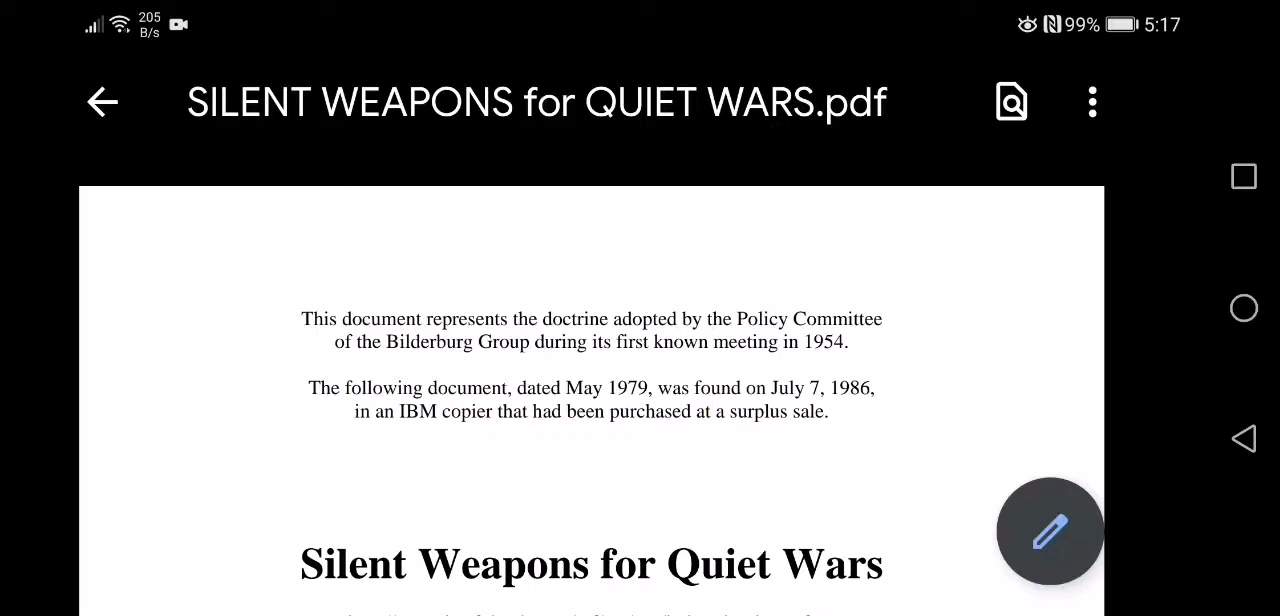 205
B/s
99%
5:17
SILENT WEAPONS for QUIET WARS.pdf
This document represents the doctrine adopted by the Policy Committee
of the Bilderburg Group during its first known meeting in 1954.
The following document, dated May 1979, was found on July 7, 1986,
in an IBM copier that had been purchased at a surplus sale.
Silent Weapons for Quiet Wars